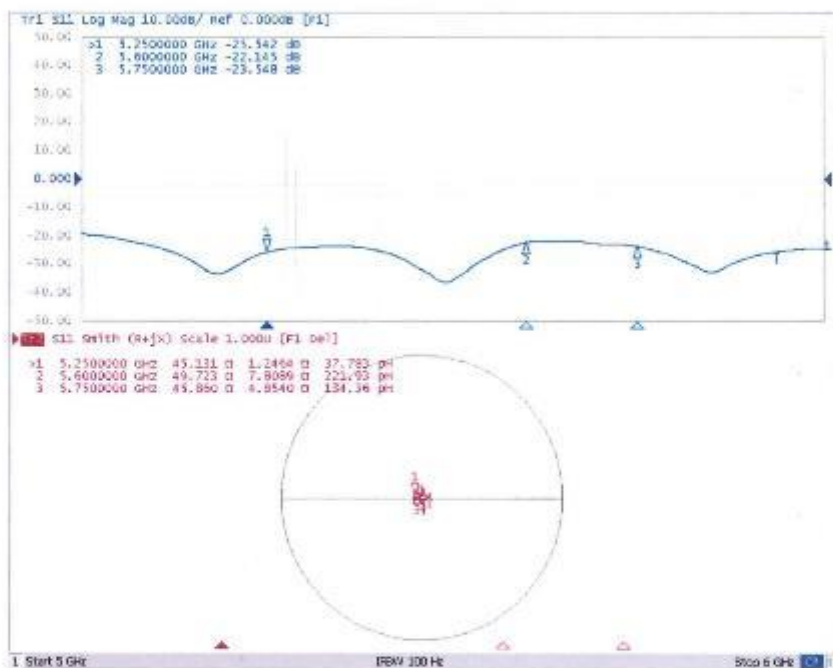 Tr1 S11 Log Mag 10.00dB/ Ref 0.000dB [F1]
50.00
>1 5.2500000 GHz -25.542 dB
2 5.6000000 GHz -22.145 dB
3 5.7500000 GHz -23.548 dB
40.00
30.00
20.00
10.00
0.000
-10.00
-20.00
-30.00
-40.00
-50.00
1
2
3
S11 Smith (R+jX) Scale 1.000U [F1 Del]
>1 5.2500000 GHz 45.131 Ω 1.2464 Ω 37.783 pH
2 5.6000000 GHz 49.723 Ω 7.8089 Ω 221.93 pH
3 5.7500000 GHz 45.860 Ω 4.8540 Ω 134.36 pH
1 Start 5 GHz
IFBW 100 Hz
Stop 6 GHz